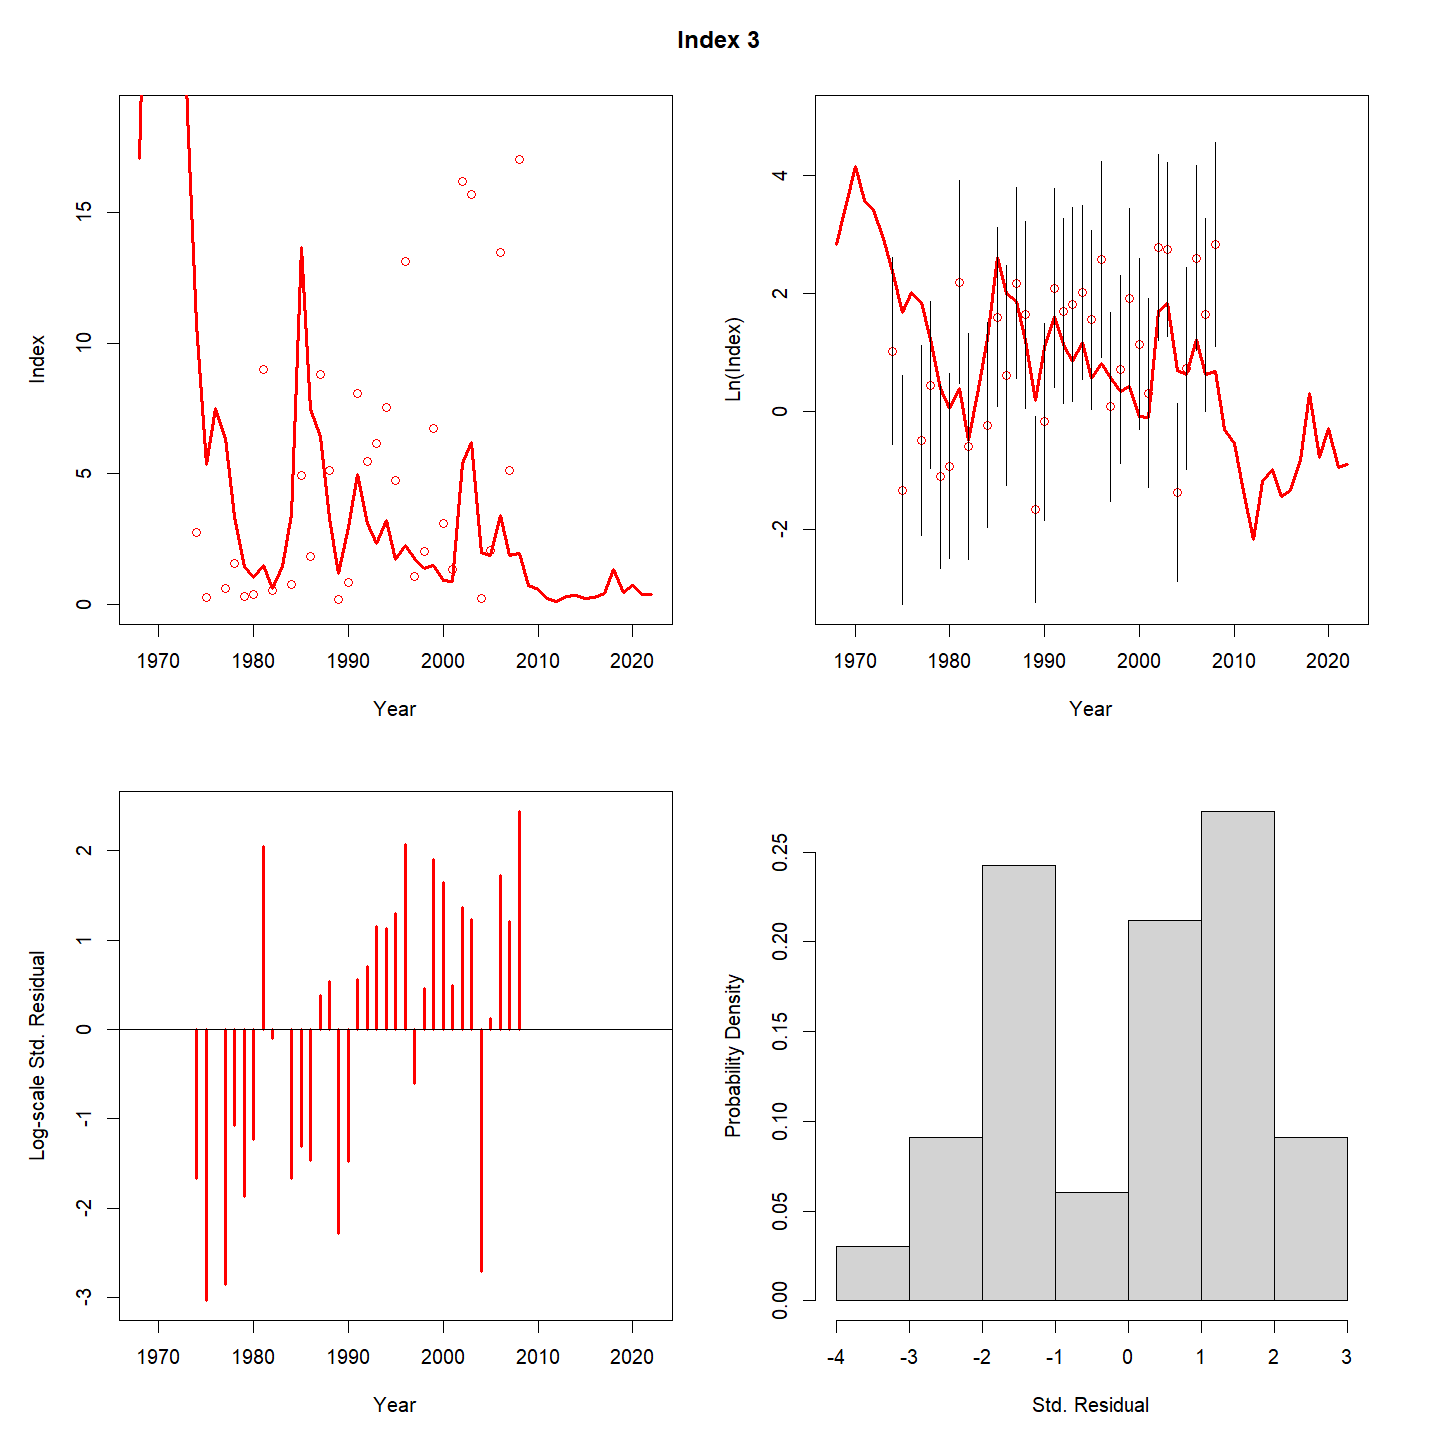 Index 3
Index
0 5 10 15
1970 1980 1990 2000 2010 2020
Year
Ln(Index)
-2 0 2 4
1970 1980 1990 2000 2010 2020
Year
Log-scale Std. Residual
-3 -2 -1 0 1 2
1970 1980 1990 2000 2010 2020
Year
Probability Density
0.00 0.05 0.10 0.15 0.20 0.25
-4 -3 -2 -1 0 1 2 3
Std. Residual